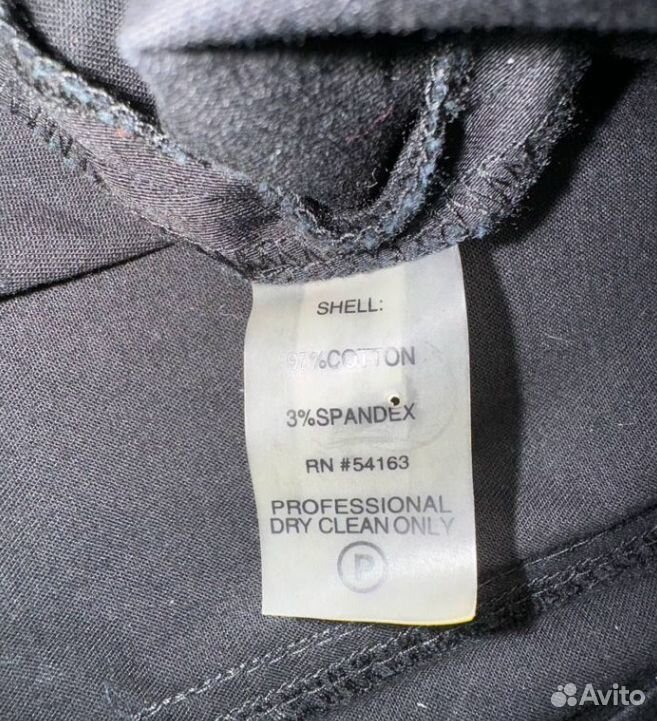 SHELL:
97%COTTON
3%SPANDEX
RN #54163
PROFESSIONAL
DRY CLEAN ONLY
P
Avito